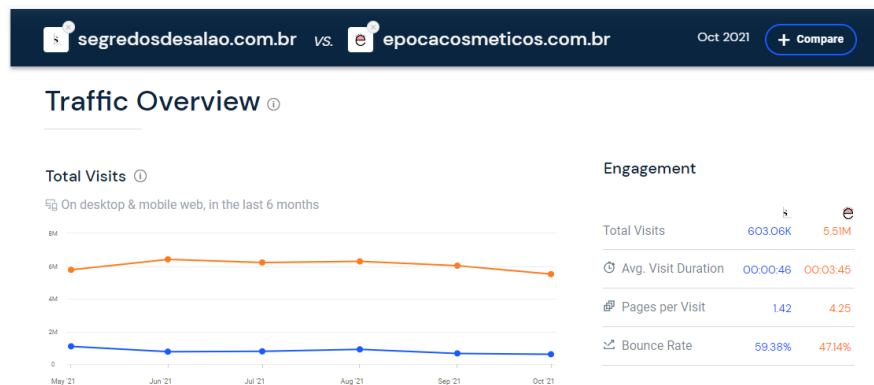 segredosdesalao.com.br vs. epocacosmeticos.com.br Oct 2021 + Compare
Traffic Overview
Total Visits
On desktop & mobile web, in the last 6 months
8M
6M
4M
2M
0
May '21 Jun '21 Jul '21 Aug '21 Sep '21 Oct '21
Engagement
s e
Total Visits 603.06K 5.51M
Avg. Visit Duration 00:00:46 00:03:45
Pages per Visit 1.42 4.25
Bounce Rate 59.38% 47.14%